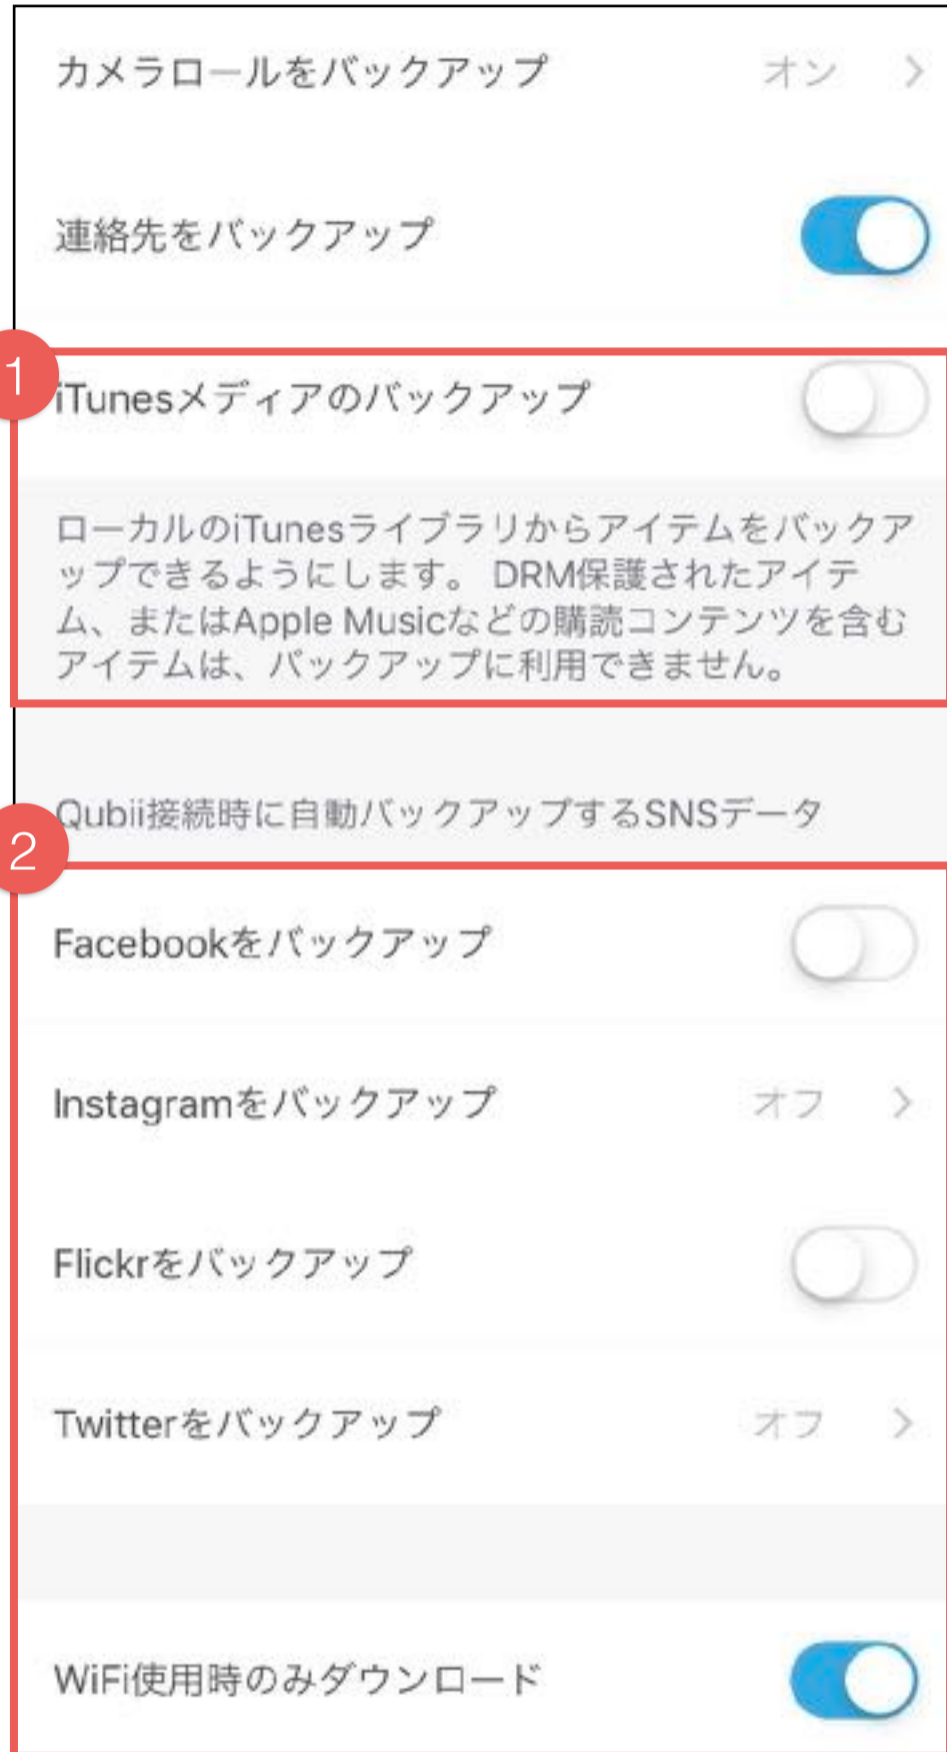 カメラロールをバックアップ オン >
連絡先をバックアップ
1
iTunesメディアのバックアップ
ローカルのiTunesライブラリからアイテムをバックア
ップできるようにします。 DRM保護されたアイテ
ム、またはApple Musicなどの購読コンテンツを含む
アイテムは、バックアップに利用できません。
Qubii接続時に自動バックアップするSNSデータ
2
Facebookをバックアップ
Instagramをバックアップ オフ >
Flickrをバックアップ
Twitterをバックアップ オフ >
WiFi使用時のみダウンロード